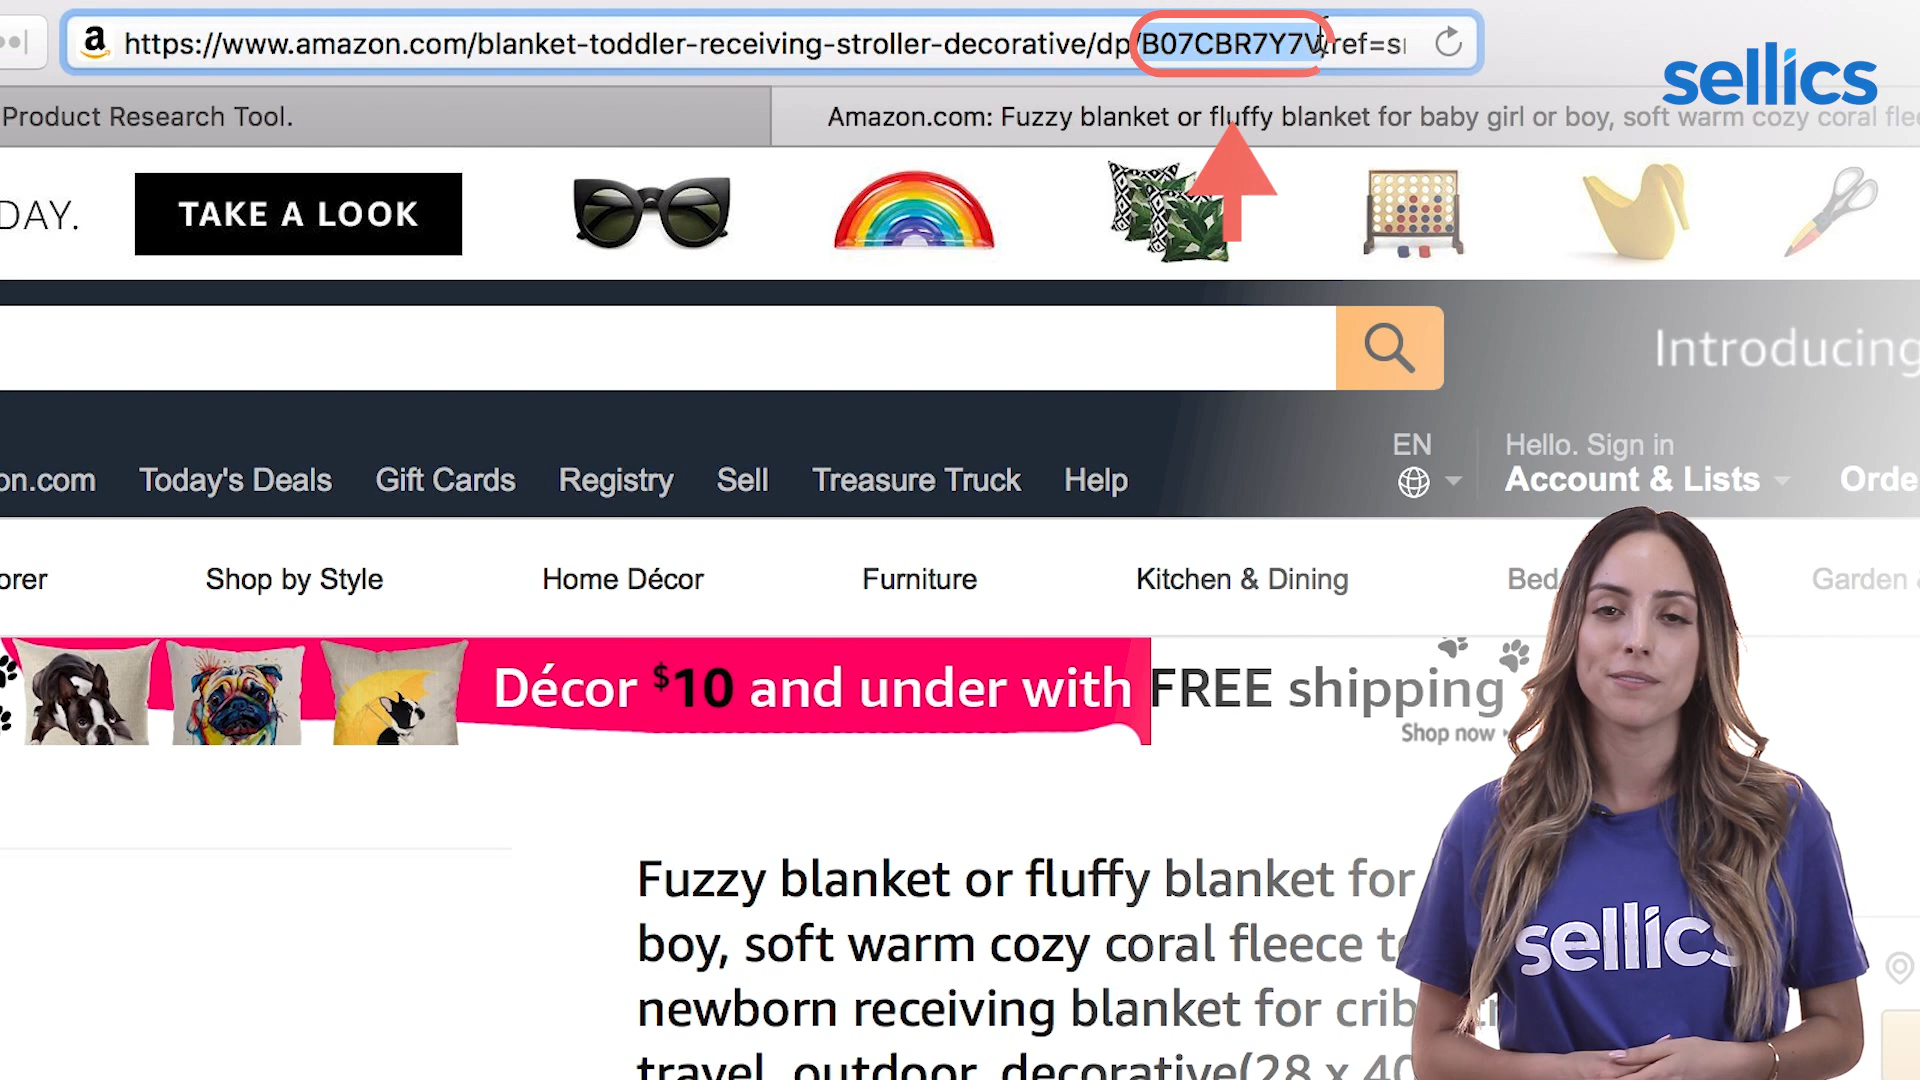 https://www.amazon.com/blanket-toddler-receiving-stroller-decorative/dp/B07CBR7Y7V/ref=sr
sellics
Product Research Tool.
Amazon.com: Fuzzy blanket or fluffy blanket for baby girl or boy, soft warm cozy coral flee
DAY.
TAKE A LOOK
Introducing
EN
Hello. Sign in
on.com Today's Deals Gift Cards Registry Sell Treasure Truck Help Account & Lists Orde
orer Shop by Style Home Décor Furniture Kitchen & Dining Bed Garden &
Décor $10 and under with FREE shipping
Shop now
Fuzzy blanket or fluffy blanket for
boy, soft warm cozy coral fleece t
newborn receiving blanket for crib
travel, outdoor, decorative(28 x 40
sellics